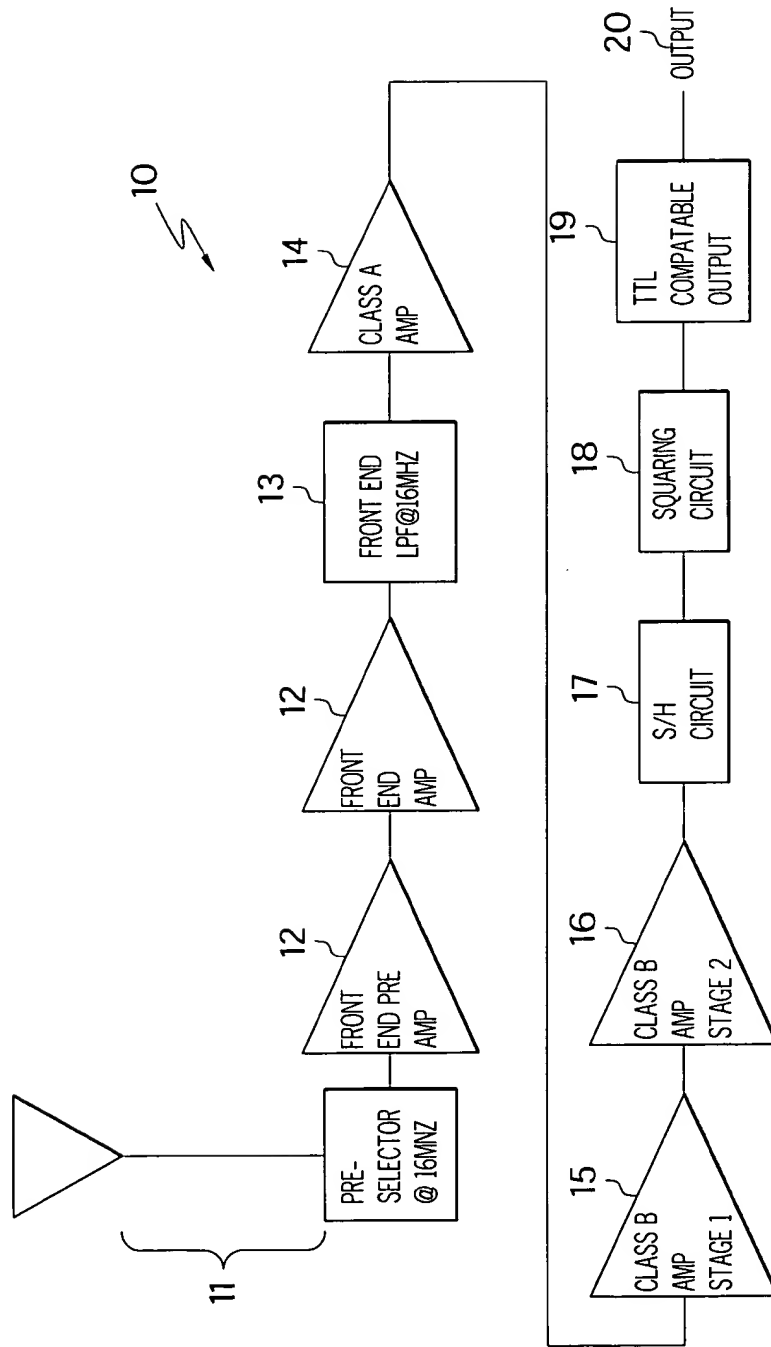 10
11
PRE-
SELECTOR
@ 16MNZ
12
FRONT
END PRE
AMP
12
FRONT
END
AMP
13
FRONT END
LPF@16MHZ
14
CLASS A
AMP
15
CLASS B
AMP
STAGE 1
16
CLASS B
AMP
STAGE 2
17
S/H
CIRCUIT
18
SQUARING
CIRCUIT
19
TTL
COMPATABLE
OUTPUT
20
OUTPUT